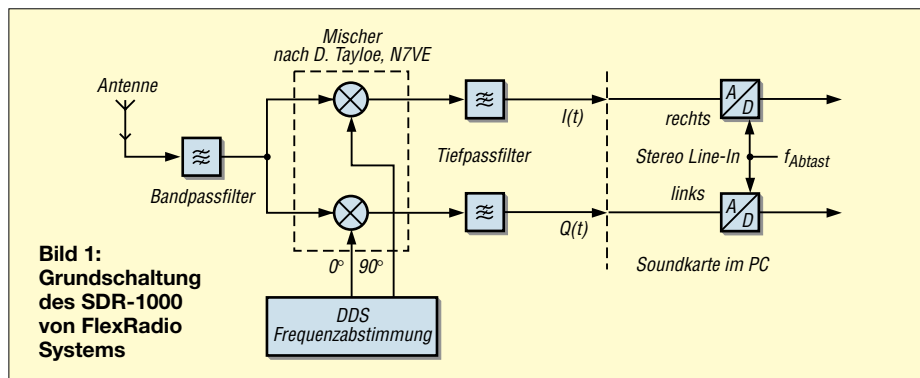 Mischer
nach D. Tayloe, N7VE
Antenne
Bandpassfilter
Tiefpassfilter
I(t)
Q(t)
rechts
Stereo Line-In
links
A
D
A
D
fAbtast
Soundkarte im PC
0° 90°
DDS
Frequenzabstimmung
Bild 1:
Grundschaltung
des SDR-1000
von FlexRadio
Systems